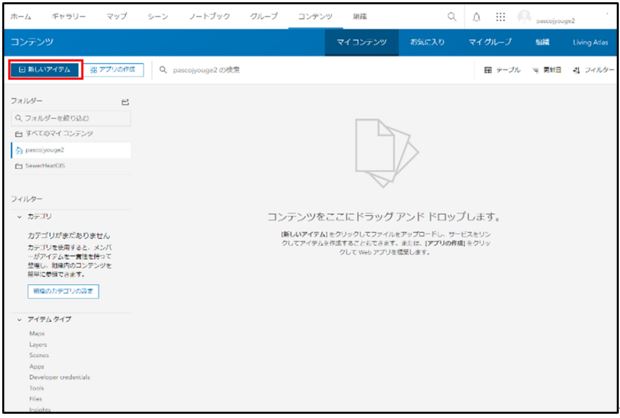 ホーム ギャラリー マップ シーン ノートブック グループ コンテンツ 組織 pascojyouge2
コンテンツ マイ コンテンツ お気に入り マイ グループ 組織 Living Atlas
新しいアイテム アプリの作成 pascojyouge2 の検索 テーブル 更新日 フィルター
フォルダー
フォルダーを絞り込む
すべてのマイ コンテンツ
pascojyouge2
SewerHeatGIS
フィルター
カテゴリ
カテゴリがまだありません
カテゴリを使用すると、メンバ
ーがアイテムを一貫性を持って
整理し、組織内のコンテンツを
簡単に参照できます。
組織のカテゴリの設定
アイテム タイプ
Maps
Layers
Scenes
Apps
Developer credentials
Tools
Files
Insights
コンテンツをここにドラッグ アンド ドロップします。
[新しいアイテム] をクリックしてファイルをアップロードし、サービスをリン
クしてアイテムを作成することもできます。または、[アプリの作成] をクリッ
クして Web アプリを構築します。